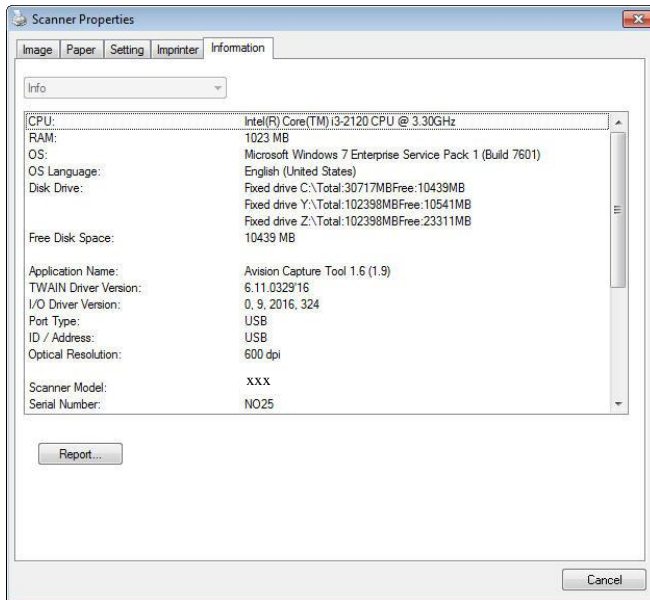 Scanner Properties
Image Paper Setting Imprinter Information
Info
CPU: Intel(R) Core(TM) i3-2120 CPU @ 3.30GHz
RAM: 1023 MB
OS: Microsoft Windows 7 Enterprise Service Pack 1 (Build 7601)
OS Language: English (United States)
Disk Drive: Fixed drive C:\Total:30717MBFree:10439MB
Fixed drive Y:\Total:102398MBFree:10541MB
Fixed drive Z:\Total:102398MBFree:23311MB
Free Disk Space: 10439 MB
Application Name: Avision Capture Tool 1.6 (1.9)
TWAIN Driver Version: 6.11.0329'16
I/O Driver Version: 0, 9, 2016, 324
Port Type: USB
ID / Address: USB
Optical Resolution: 600 dpi
Scanner Model: xxx
Serial Number: NO25
Report...
Cancel